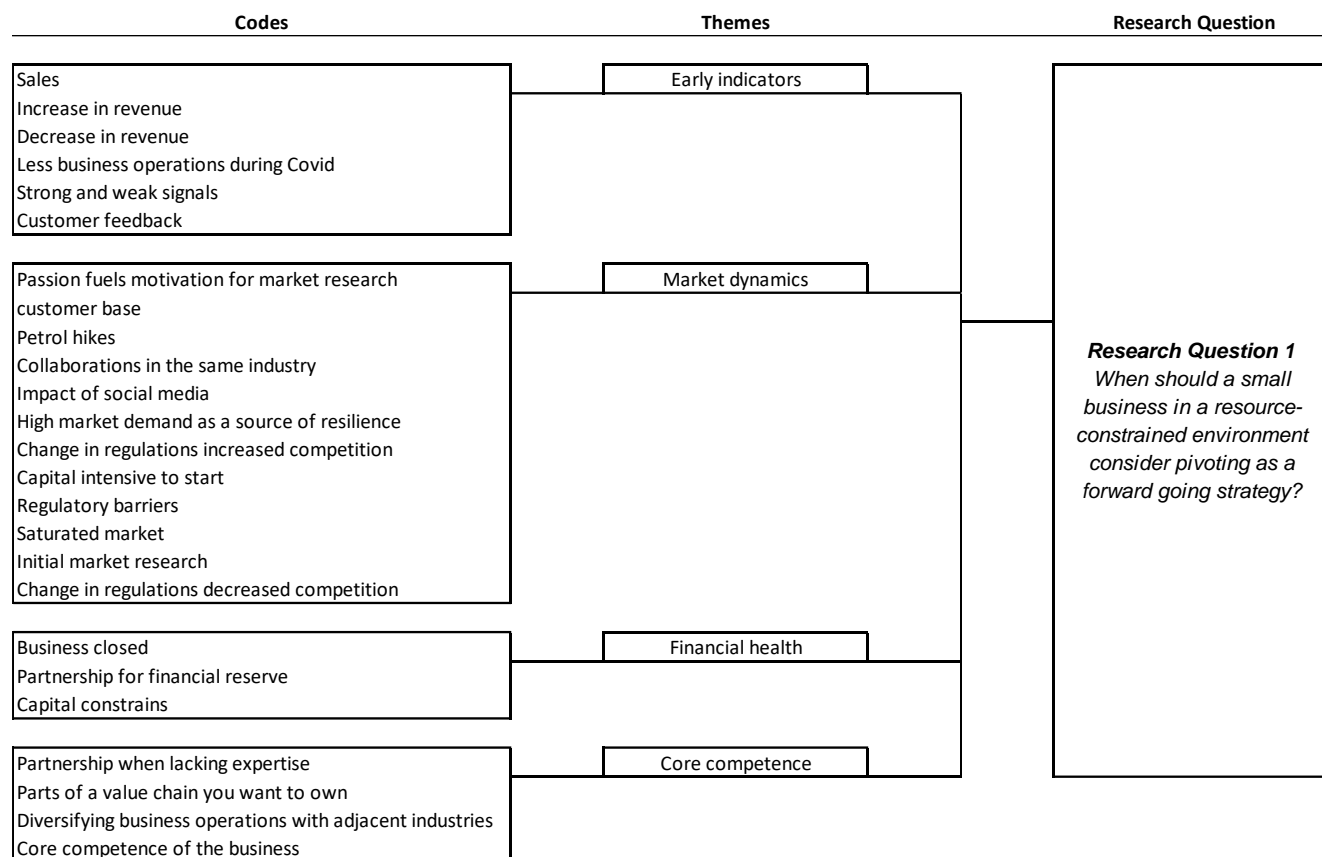 Codes Themes Research Question
Sales
Increase in revenue
Decrease in revenue
Less business operations during Covid
Strong and weak signals
Customer feedback
Early indicators
Passion fuels motivation for market research
customer base
Petrol hikes
Collaborations in the same industry
Impact of social media
High market demand as a source of resilience
Change in regulations increased competition
Capital intensive to start
Regulatory barriers
Saturated market
Initial market research
Change in regulations decreased competition
Market dynamics
Business closed
Partnership for financial reserve
Capital constrains
Financial health
Partnership when lacking expertise
Parts of a value chain you want to own
Diversifying business operations with adjacent industries
Core competence of the business
Core competence
Research Question 1
When should a small
business in a resource-
constrained environment
consider pivoting as a
forward going strategy?